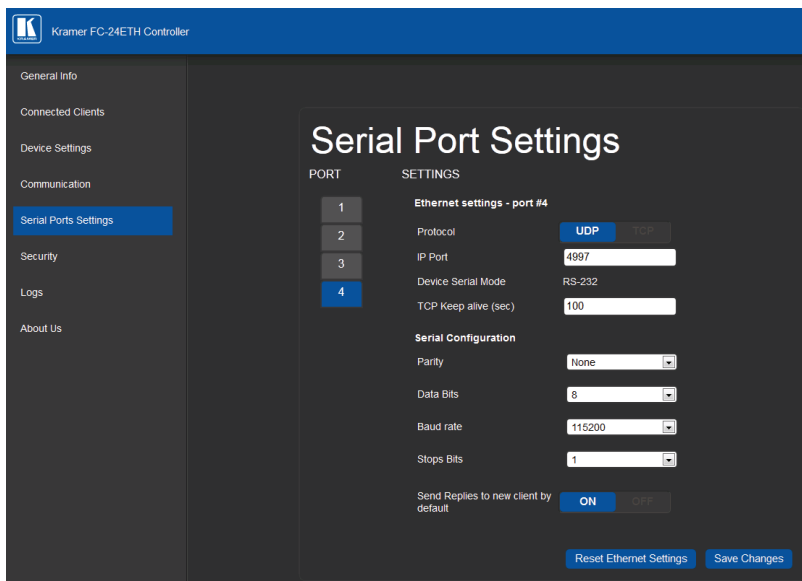 Kramer FC-24ETH Controller
General Info
Connected Clients
Device Settings
Communication
Serial Ports Settings
Security
Logs
About Us
Serial Port Settings
PORT SETTINGS
1
2
3
4
Ethernet settings - port #4
Protocol UDP TCP
IP Port 4997
Device Serial Mode RS-232
TCP Keep alive (sec) 100
Serial Configuration
Parity None
Data Bits 8
Baud rate 115200
Stops Bits 1
Send Replies to new client by
default
ON OFF
Reset Ethernet Settings Save Changes